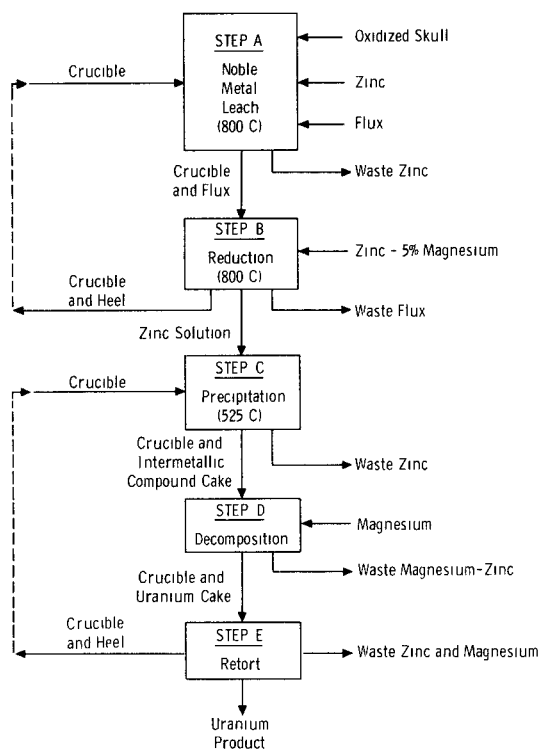 STEP A
Noble
Metal
Leach
(800 C)
Oxidized Skull
Crucible
Zinc
Flux
Waste Zinc
Crucible
and Flux
STEP B
Reduction
(800 C)
Zinc - 5% Magnesium
Crucible
and Heel
Waste Flux
Zinc Solution
STEP C
Precipitation
(525 C)
Crucible
Crucible and
Intermetallic
Compound Cake
Waste Zinc
STEP D
Decomposition
Magnesium
Waste Magnesium-Zinc
Crucible and
Uranium Cake
Crucible
and Heel
STEP E
Retort
Waste Zinc and Magnesium
Uranium
Product